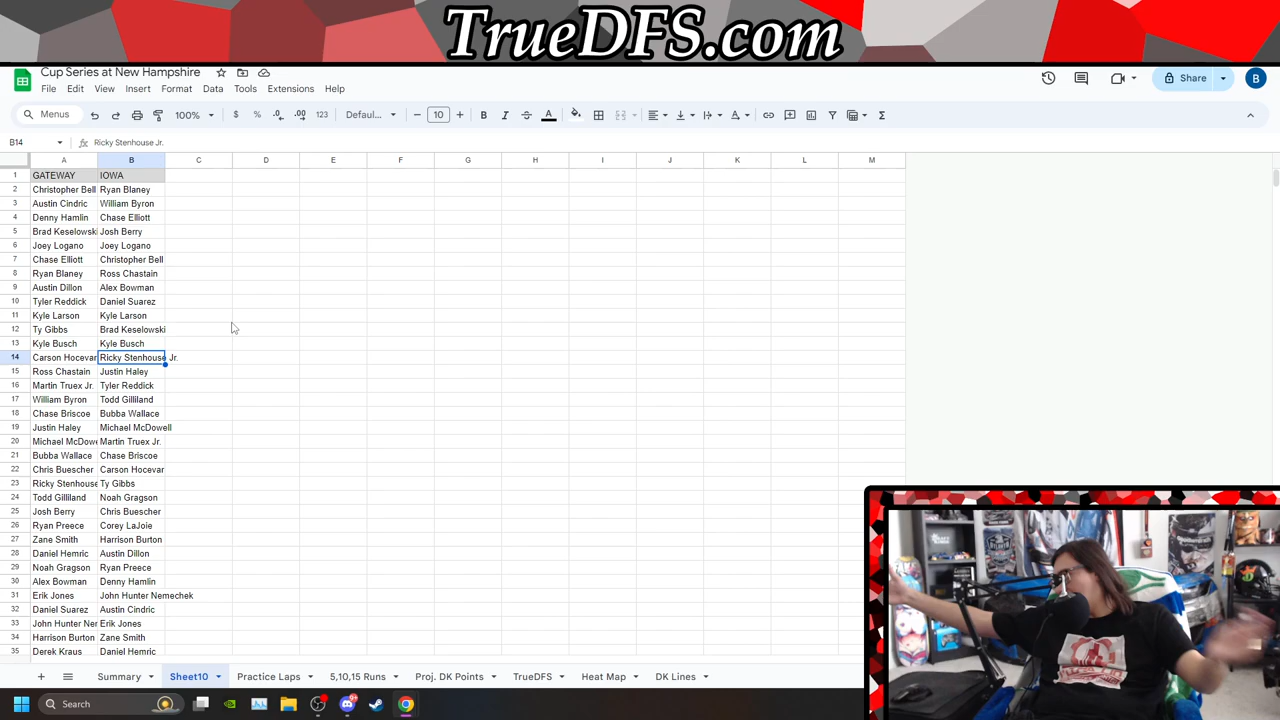 TrueDFS.com
Cup Series at New Hampshire
B
Share
File Edit View Insert Format Data Tools Extensions Help
Menus 100% $ % .0 .00 123 Defaul... 10 B I A
B14 Ricky Stenhouse Jr.
A B C D E F G H I J K L M
1 GATEWAY IOWA
2 Christopher Bell Ryan Blaney
3 Austin Cindric William Byron
4 Denny Hamlin Chase Elliott
5 Brad Keselowski Josh Berry
6 Joey Logano Joey Logano
7 Chase Elliott Christopher Bell
8 Ryan Blaney Ross Chastain
9 Austin Dillon Alex Bowman
10 Tyler Reddick Daniel Suarez
11 Kyle Larson Kyle Larson
12 Ty Gibbs Brad Keselowski
13 Kyle Busch Kyle Busch
14 Carson Hocevar Ricky Stenhouse Jr.
15 Ross Chastain Justin Haley
16 Martin Truex Jr. Tyler Reddick
17 William Byron Todd Gilliland
18 Chase Briscoe Bubba Wallace
19 Justin Haley Michael McDowell
20 Michael McDowe Martin Truex Jr.
21 Bubba Wallace Chase Briscoe
22 Chris Buescher Carson Hocevar
23 Ricky Stenhouse Ty Gibbs
24 Todd Gilliland Noah Gragson
25 Josh Berry Chris Buescher
26 Ryan Preece Corey LaJoie
27 Zane Smith Harrison Burton
28 Daniel Hemric Austin Dillon
29 Noah Gragson Ryan Preece
30 Alex Bowman Denny Hamlin
31 Erik Jones John Hunter Nemechek
32 Daniel Suarez Austin Cindric
33 John Hunter Ner Erik Jones
34 Harrison Burton Zane Smith
35 Derek Kraus Daniel Hemric
Summary Sheet10 Practice Laps 5,10,15 Runs Proj. DK Points TrueDFS Heat Map DK Lines
Search